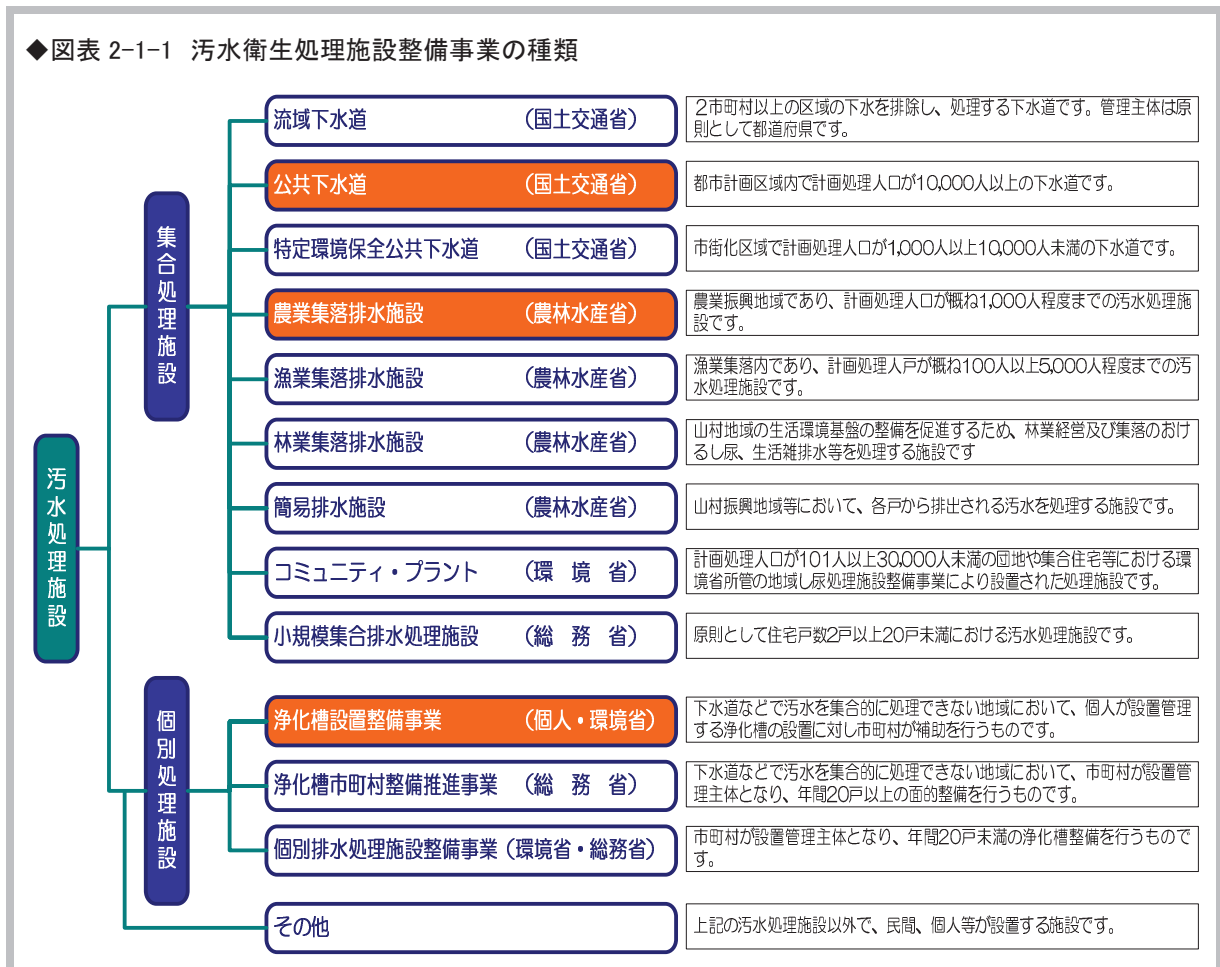 ◆図表 2-1-1 汚水衛生処理施設整備事業の種類
汚水処理施設
集合処理施設
流域下水道 (国土交通省)
2市町村以上の区域の下水を排除し、処理する下水道です。管理主体は原
則として都道府県です。
公共下水道 (国土交通省)
都市計画区域内で計画処理人口が10,000人以上の下水道です。
特定環境保全公共下水道 (国土交通省)
市街化区域で計画処理人口が1,000人以上10,000人未満の下水道です。
農業集落排水施設 (農林水産省)
農業振興地域であり、計画処理人口が概ね1,000人程度までの汚水処理施
設です。
漁業集落排水施設 (農林水産省)
漁業集落内であり、計画処理人戸が概ね100人以上5,000人程度までの汚
水処理施設です。
林業集落排水施設 (農林水産省)
山村地域の生活環境基盤の整備を促進するため、林業経営及び集落のおけ
るし尿、生活雑排水等を処理する施設です
簡易排水施設 (農林水産省)
山村振興地域等において、各戸から排出される汚水を処理する施設です。
コミュニティ・プラント (環 境 省)
計画処理人口が101人以上30,000人未満の団地や集合住宅等における環
境省所管の地域し尿処理施設整備事業により設置された処理施設です。
小規模集合排水処理施設 (総 務 省)
原則として住宅戸数2戸以上20戸未満における汚水処理施設です。
個別処理施設
浄化槽設置整備事業 (個人・環境省)
下水道などで汚水を集合的に処理できない地域において、個人が設置管理
する浄化槽の設置に対し市町村が補助を行うものです。
浄化槽市町村整備推進事業 (総 務 省)
下水道などで汚水を集合的に処理できない地域において、市町村が設置管
理主体となり、年間20戸以上の面的整備を行うものです。
個別排水処理施設整備事業 (環境省・総務省)
市町村が設置管理主体となり、年間20戸未満の浄化槽整備を行うもので
す。
その他
上記の汚水処理施設以外で、民間、個人等が設置する施設です。